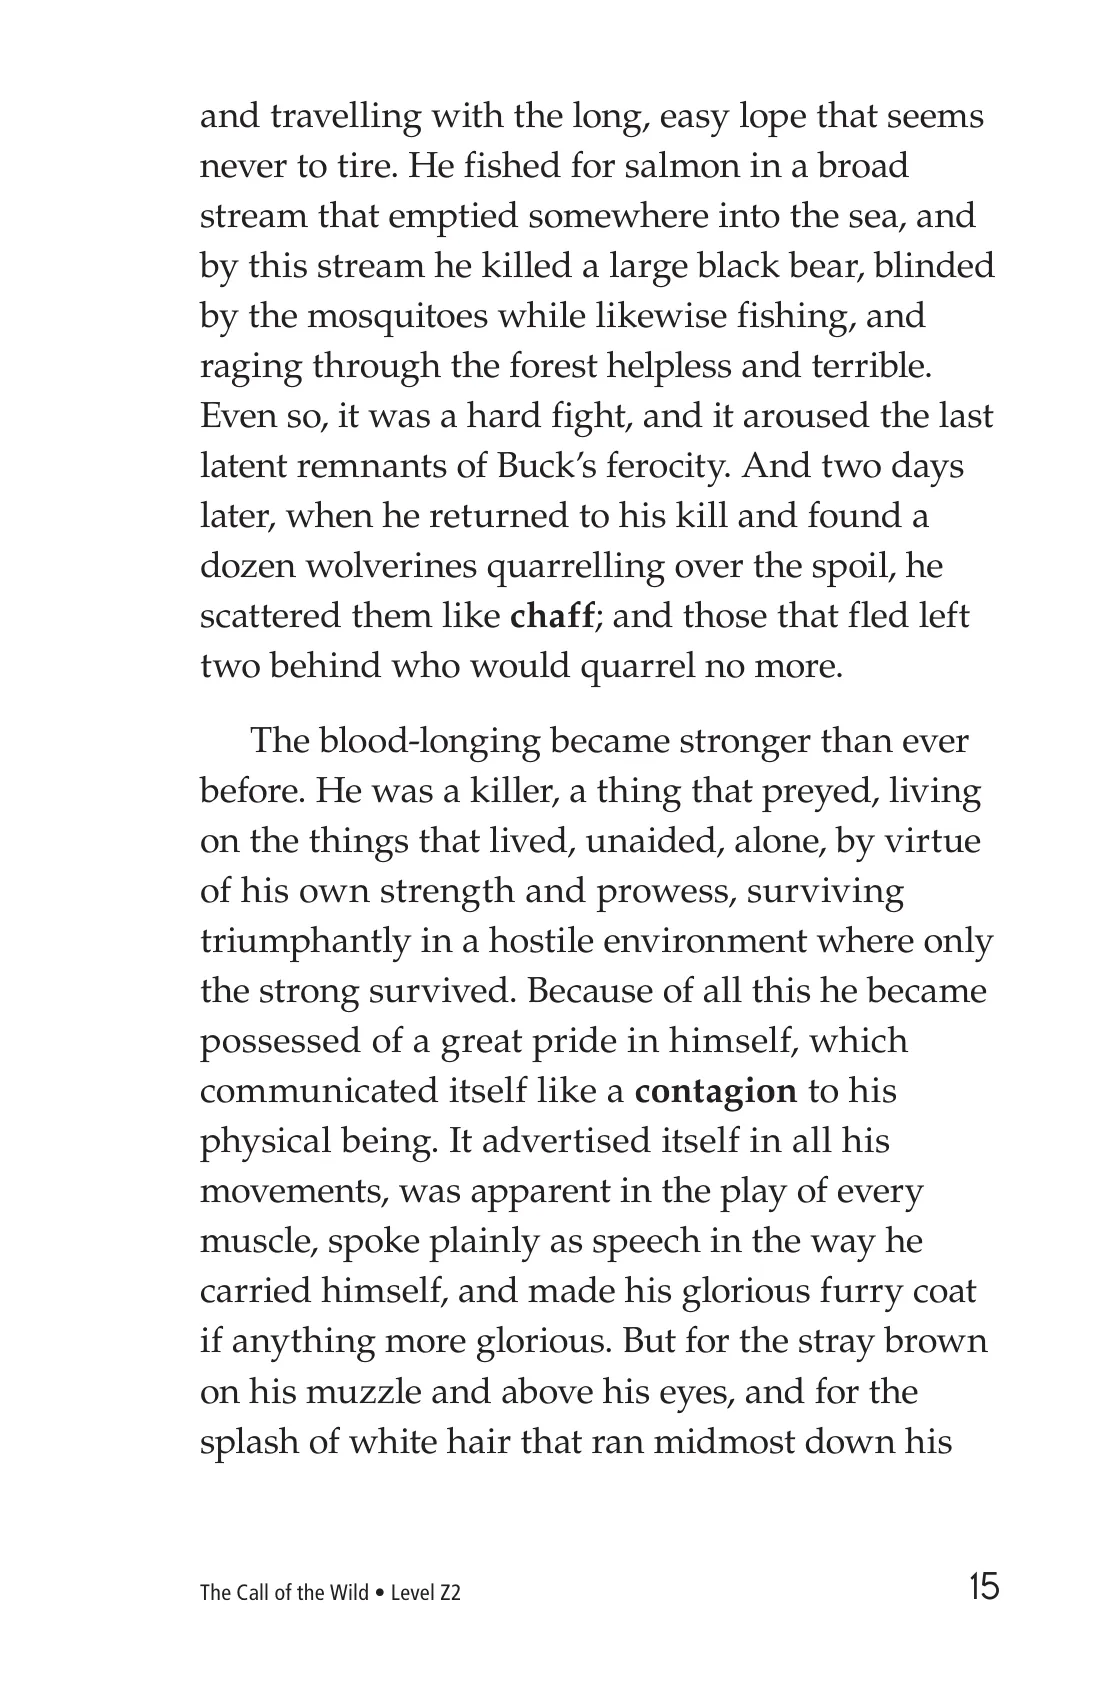 and travelling with the long, easy lope that seems
never to tire. He fished for salmon in a broad
stream that emptied somewhere into the sea, and
by this stream he killed a large black bear, blinded
by the mosquitoes while likewise fishing, and
raging through the forest helpless and terrible.
Even so, it was a hard fight, and it aroused the last
latent remnants of Buck’s ferocity. And two days
later, when he returned to his kill and found a
dozen wolverines quarrelling over the spoil, he
scattered them like chaff; and those that fled left
two behind who would quarrel no more.
The blood-longing became stronger than ever
before. He was a killer, a thing that preyed, living
on the things that lived, unaided, alone, by virtue
of his own strength and prowess, surviving
triumphantly in a hostile environment where only
the strong survived. Because of all this he became
possessed of a great pride in himself, which
communicated itself like a contagion to his
physical being. It advertised itself in all his
movements, was apparent in the play of every
muscle, spoke plainly as speech in the way he
carried himself, and made his glorious furry coat
if anything more glorious. But for the stray brown
on his muzzle and above his eyes, and for the
splash of white hair that ran midmost down his
The Call of the Wild • Level Z2
15